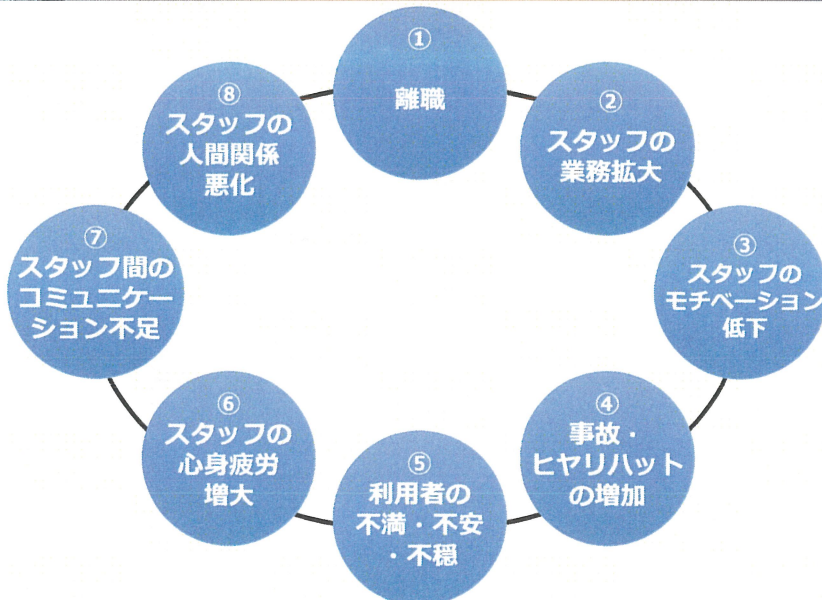 ①
離職
②
スタッフの
業務拡大
③
スタッフの
モチベーション
低下
④
事故・
ヒヤリハット
の増加
⑤
利用者の
不満・不安
・不穏
⑥
スタッフの
心身疲労
増大
⑦
スタッフ間の
コミュニケー
ション不足
⑧
スタッフの
人間関係
悪化